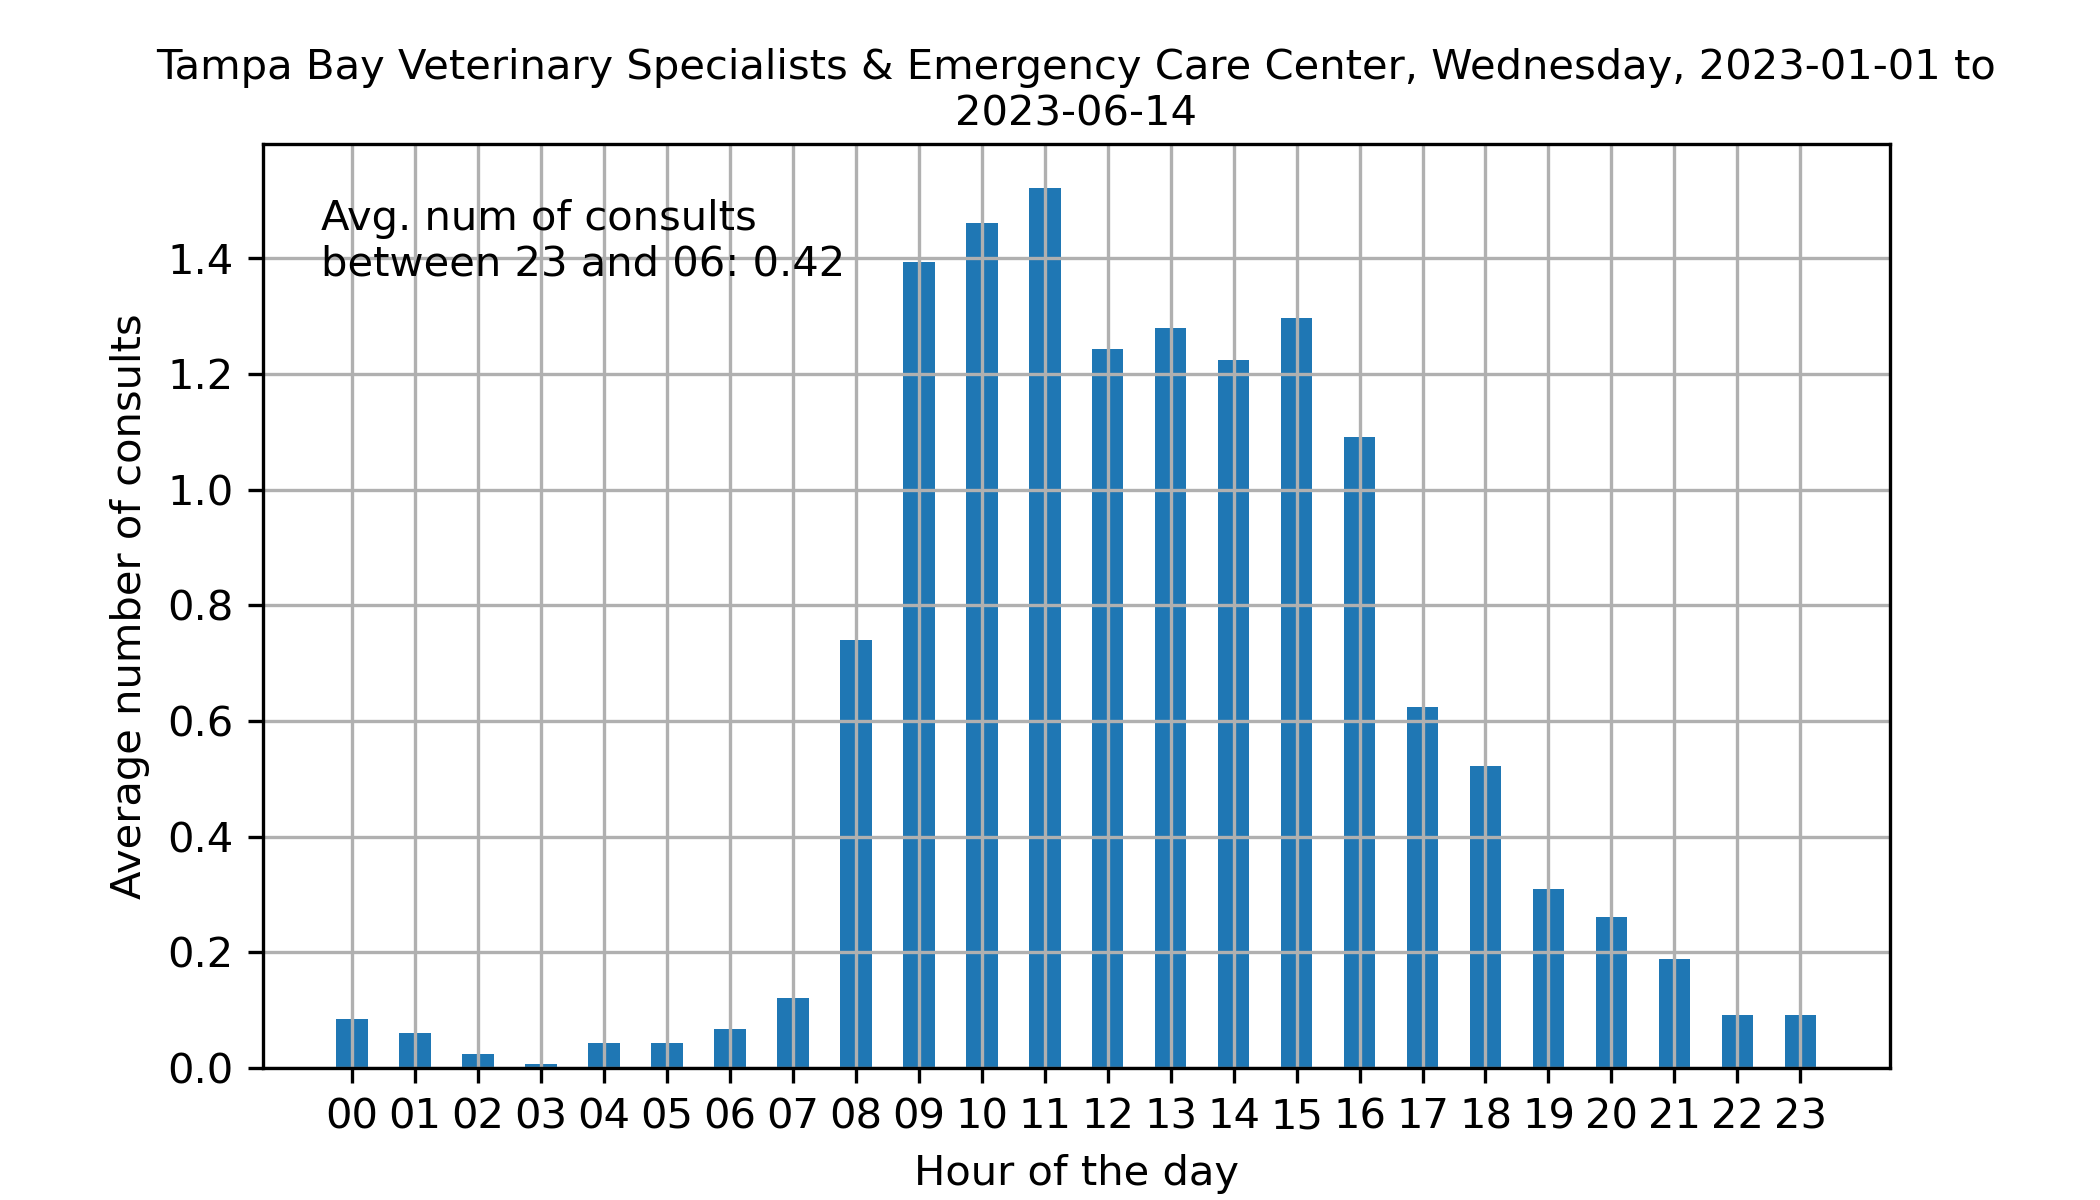 Tampa Bay Veterinary Specialists & Emergency Care Center, Wednesday, 2023-01-01 to
2023-06-14
Avg. num of consults
between 23 and 06: 0.42
1.4
1.2
1.0
0.8
0.6
0.4
0.2
0.0
Average number of consults
00 01 02 03 04 05 06 07 08 09 10 11 12 13 14 15 16 17 18 19 20 21 22 23
Hour of the day